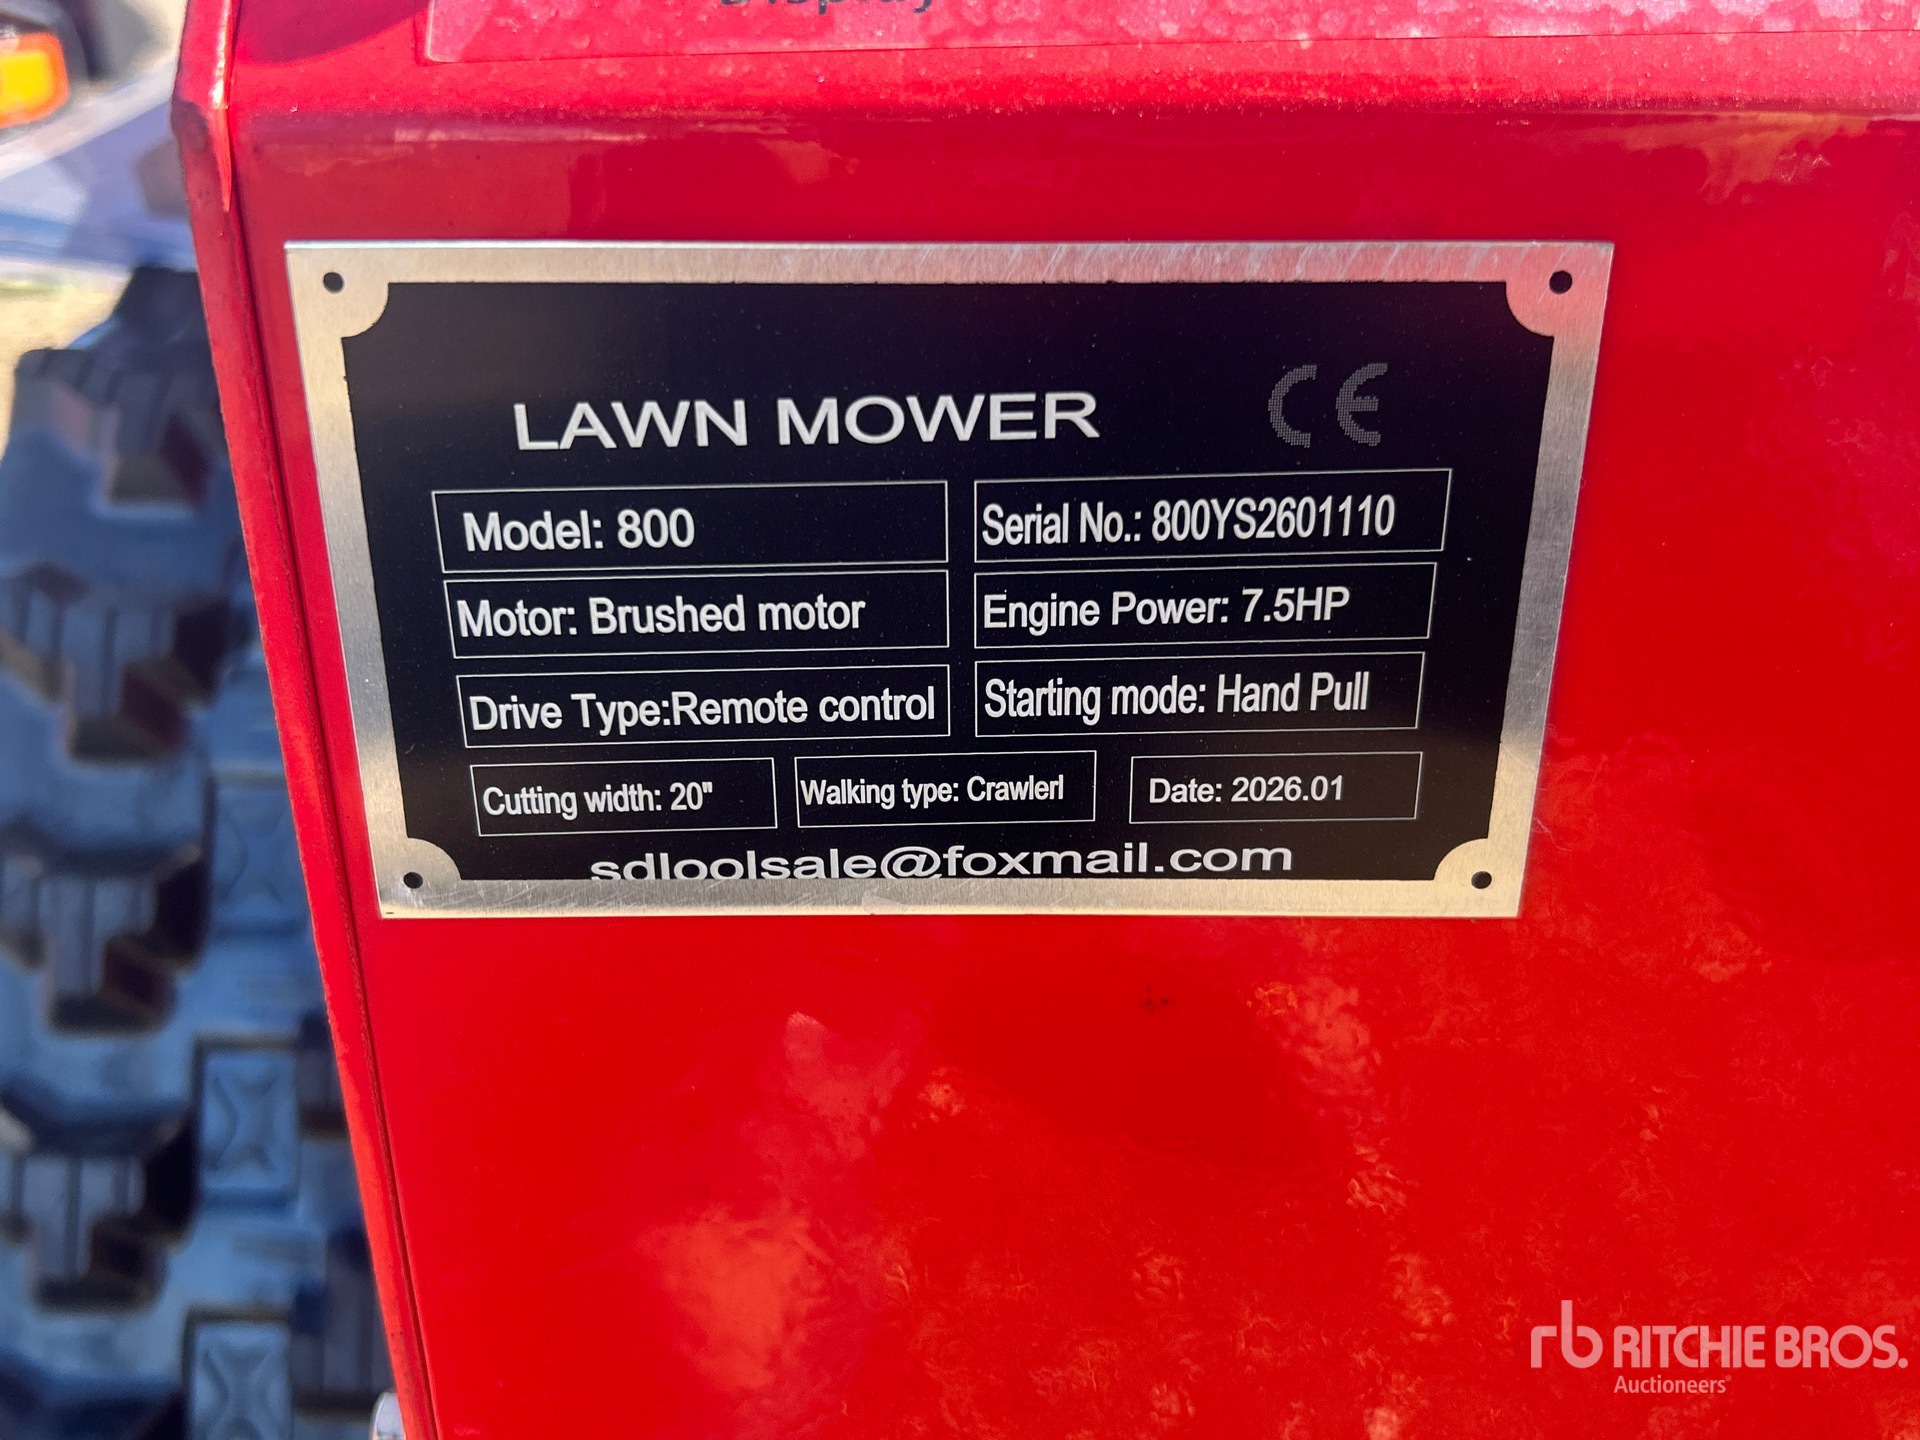 Display
LAWN MOWER CE
Model: 800 Serial No.: 800YS2601110
Motor: Brushed motor Engine Power: 7.5HP
Drive Type:Remote control Starting mode: Hand Pull
Cutting width: 20" Walking type: Crawlerl Date: 2026.01
sdloolsale@foxmail.com
rb RITCHIE BROS.
Auctioneers